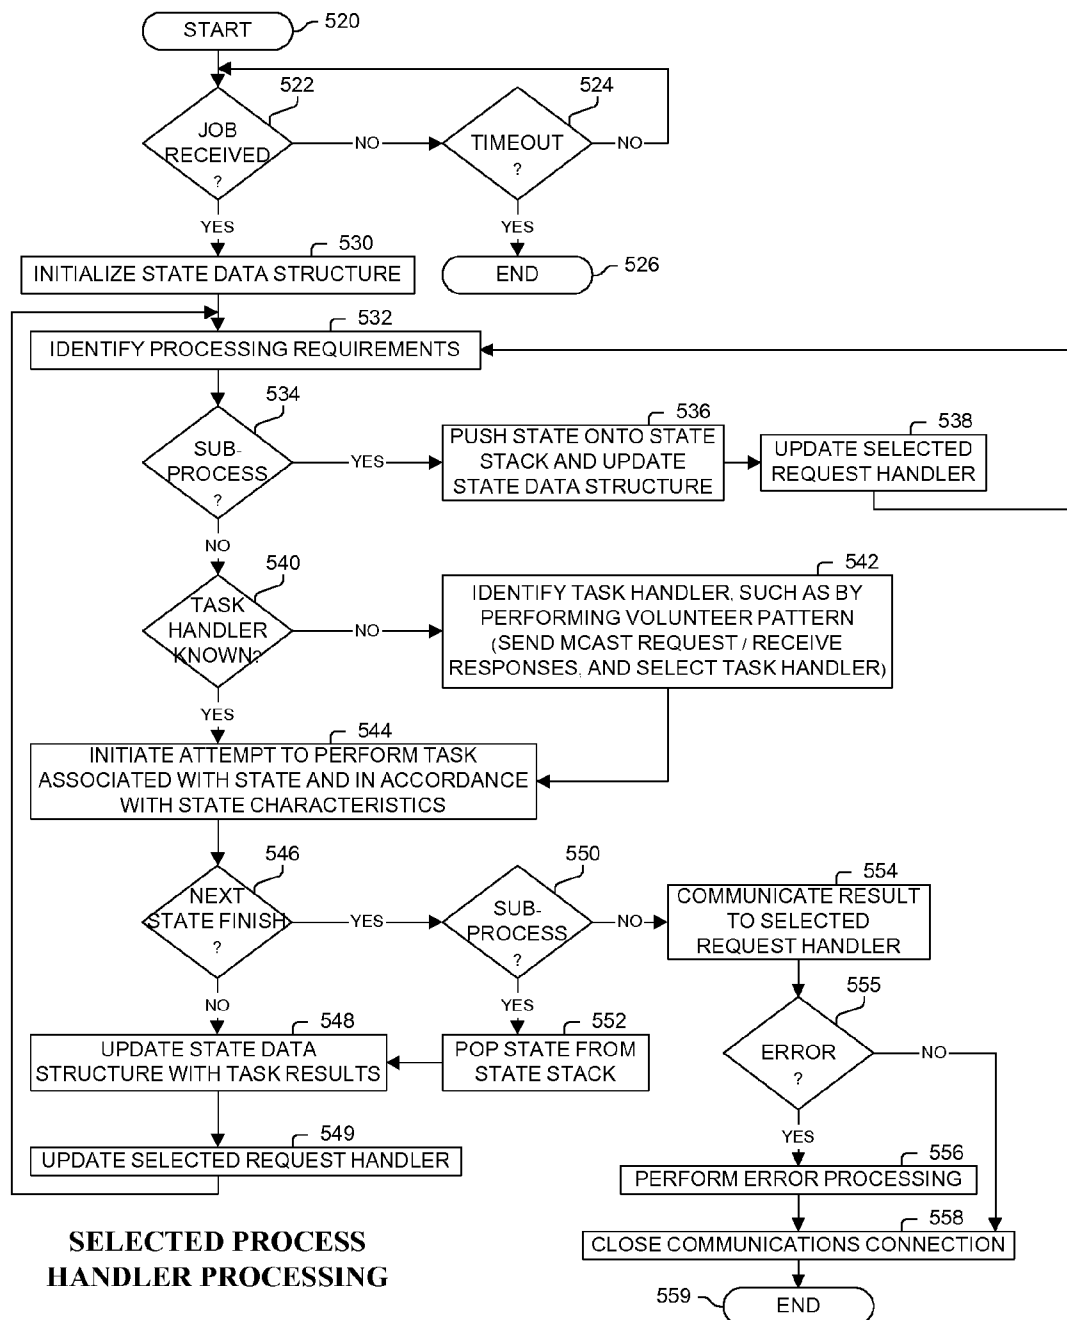 START
520
522
524
JOB
RECEIVED
?
NO
TIMEOUT
?
NO
YES
YES
530
INITIALIZE STATE DATA STRUCTURE
END
526
532
IDENTIFY PROCESSING REQUIREMENTS
534
SUB-
PROCESS
?
YES
536
PUSH STATE ONTO STATE
STACK AND UPDATE
STATE DATA STRUCTURE
538
UPDATE SELECTED
REQUEST HANDLER
NO
540
TASK
HANDLER
KNOWN?
NO
542
IDENTIFY TASK HANDLER, SUCH AS BY
PERFORMING VOLUNTEER PATTERN
(SEND MCAST REQUEST / RECEIVE
RESPONSES, AND SELECT TASK HANDLER)
YES
544
INITIATE ATTEMPT TO PERFORM TASK
ASSOCIATED WITH STATE AND IN ACCORDANCE
WITH STATE CHARACTERISTICS
546
NEXT
STATE FINISH
?
YES
550
SUB-
PROCESS
?
NO
554
COMMUNICATE RESULT
TO SELECTED
REQUEST HANDLER
NO
YES
548
UPDATE STATE DATA
STRUCTURE WITH TASK RESULTS
552
POP STATE FROM
STATE STACK
555
ERROR
?
NO
549
UPDATE SELECTED REQUEST HANDLER
YES
556
PERFORM ERROR PROCESSING
558
CLOSE COMMUNICATIONS CONNECTION
559
END
SELECTED PROCESS
HANDLER PROCESSING